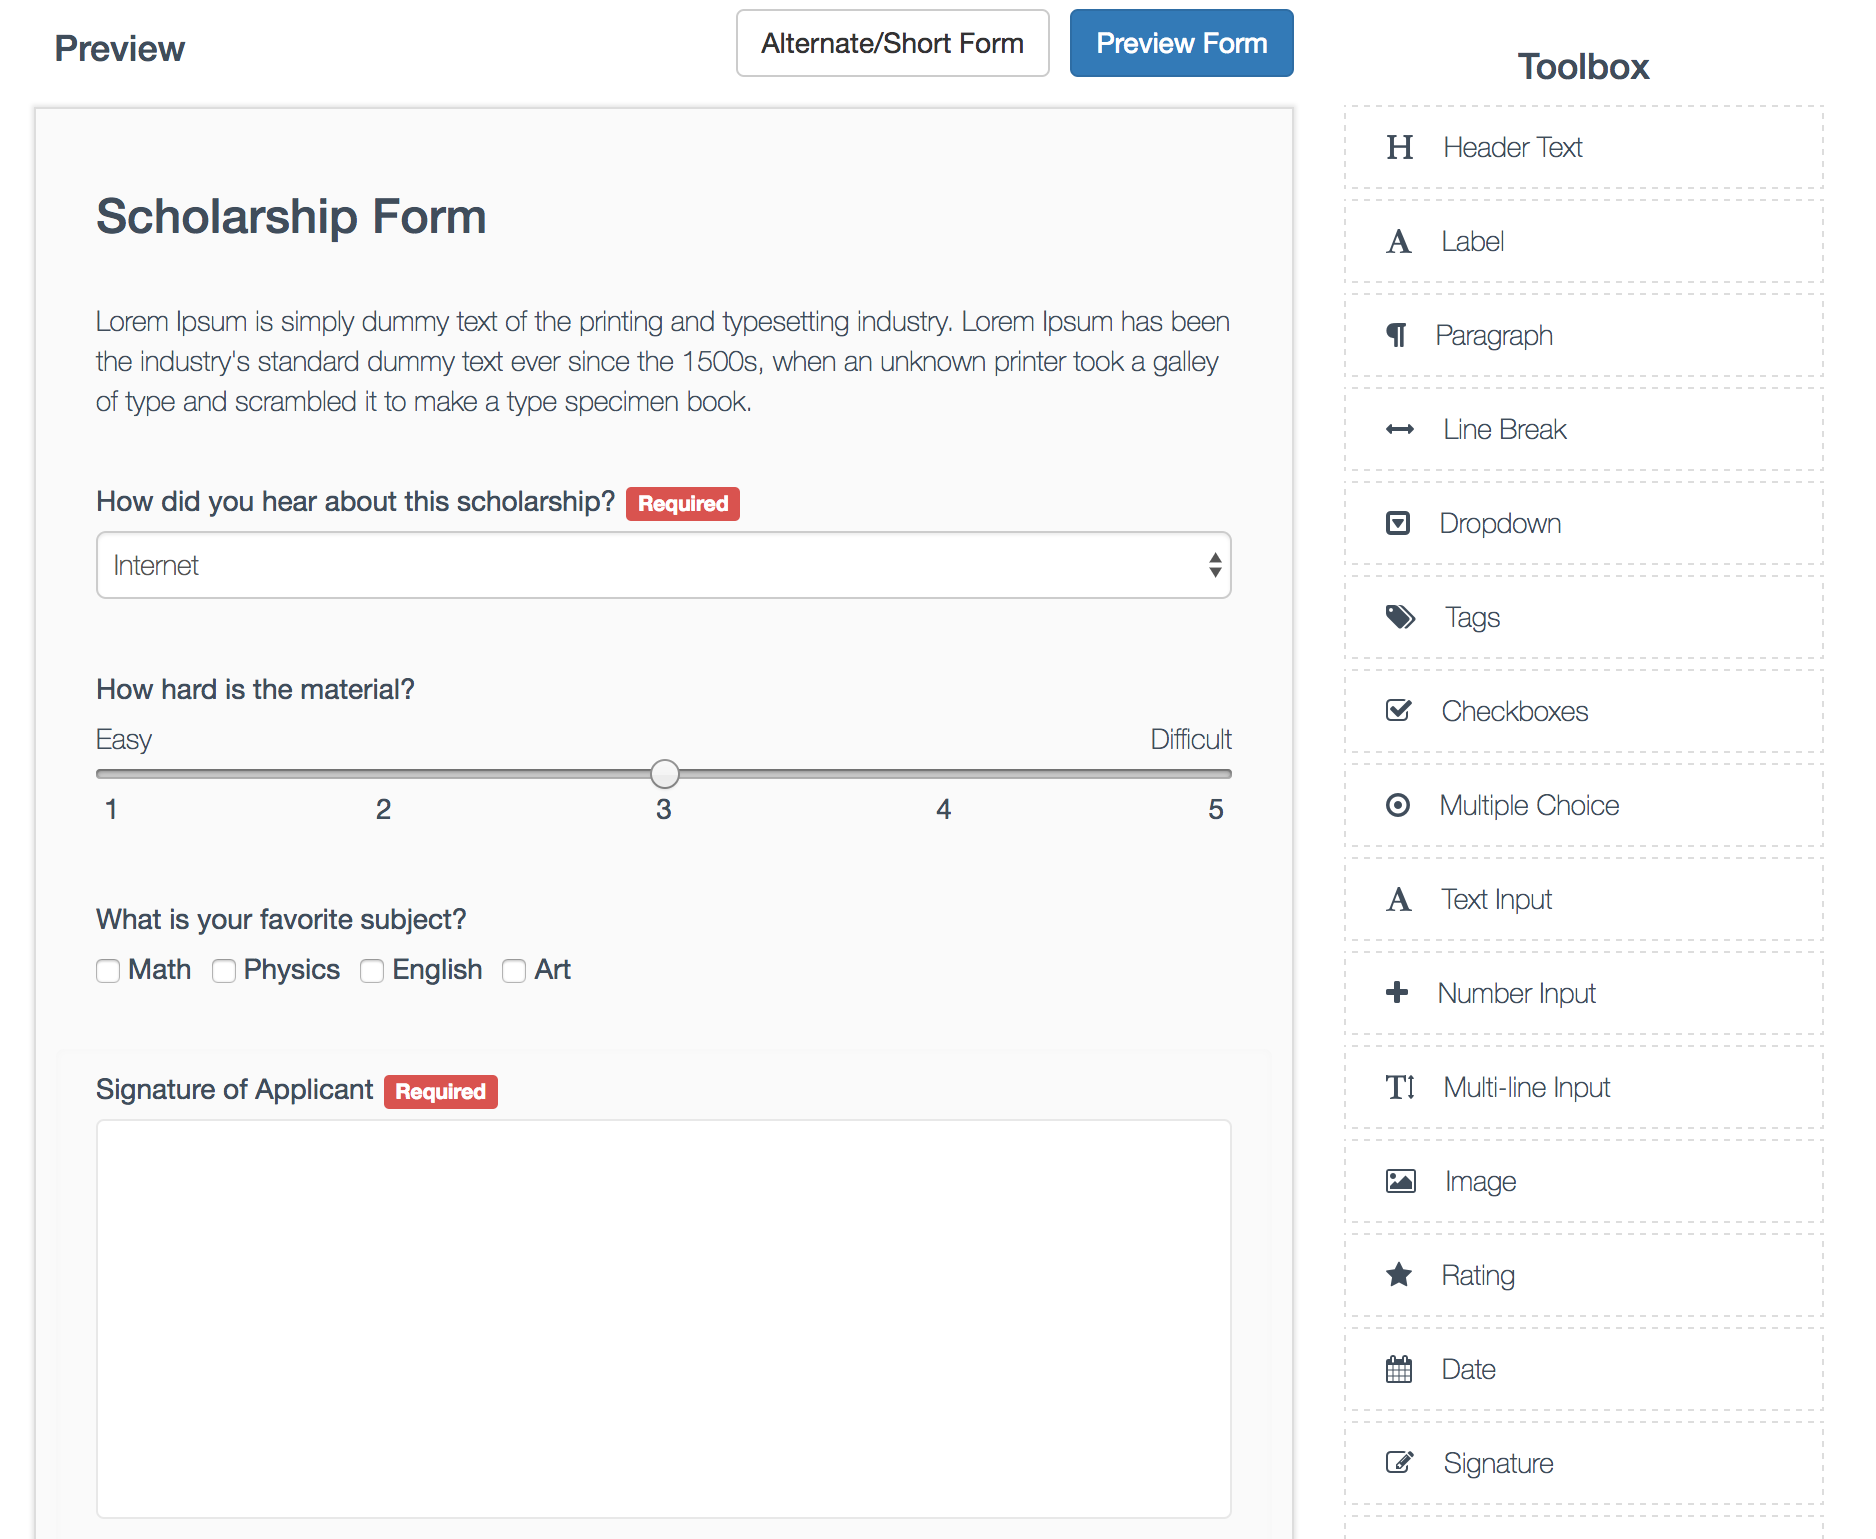 Preview
Alternate/Short Form
Preview Form
Scholarship Form
Lorem Ipsum is simply dummy text of the printing and typesetting industry. Lorem Ipsum has been
the industry's standard dummy text ever since the 1500s, when an unknown printer took a galley
of type and scrambled it to make a type specimen book.
How did you hear about this scholarship? Required
Internet
How hard is the material?
Easy Difficult
1 2 3 4 5
What is your favorite subject?
Math Physics English Art
Signature of Applicant Required
Toolbox
Header Text
Label
Paragraph
Line Break
Dropdown
Tags
Checkboxes
Multiple Choice
Text Input
Number Input
Multi-line Input
Image
Rating
Date
Signature